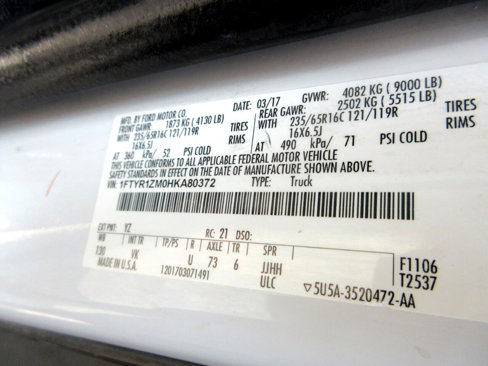 MFD. BY FORD MOTOR CO. DATE: 03/17 GVWR: 4082 KG ( 9000 LB)
FRONT GAWR: 1873 KG ( 4130 LB) REAR GAWR: 2502 KG ( 5515 LB)
235/65R16C 121/119R TIRES WITH 235/65R16C 121/119R TIRES
16X6.5J RIMS 16X6.5J RIMS
AT 360 kPa/ 52 PSI COLD AT 490 kPa/ 71 PSI COLD
THIS VEHICLE CONFORMS TO ALL APPLICABLE FEDERAL MOTOR VEHICLE
SAFETY STANDARDS IN EFFECT ON THE DATE OF MANUFACTURE SHOWN ABOVE.
VIN: 1FTYR1ZM0HKA80372 TYPE: Truck
EXT PNT: YZ RC: 21 DSO:
WB INT TR TP/PS R AXLE TR SPR
130 VK U 73 6 JJHH F1106
MADE IN U.S.A. 1201703071491 ULC T2537
▽5U5A-3520472-AA